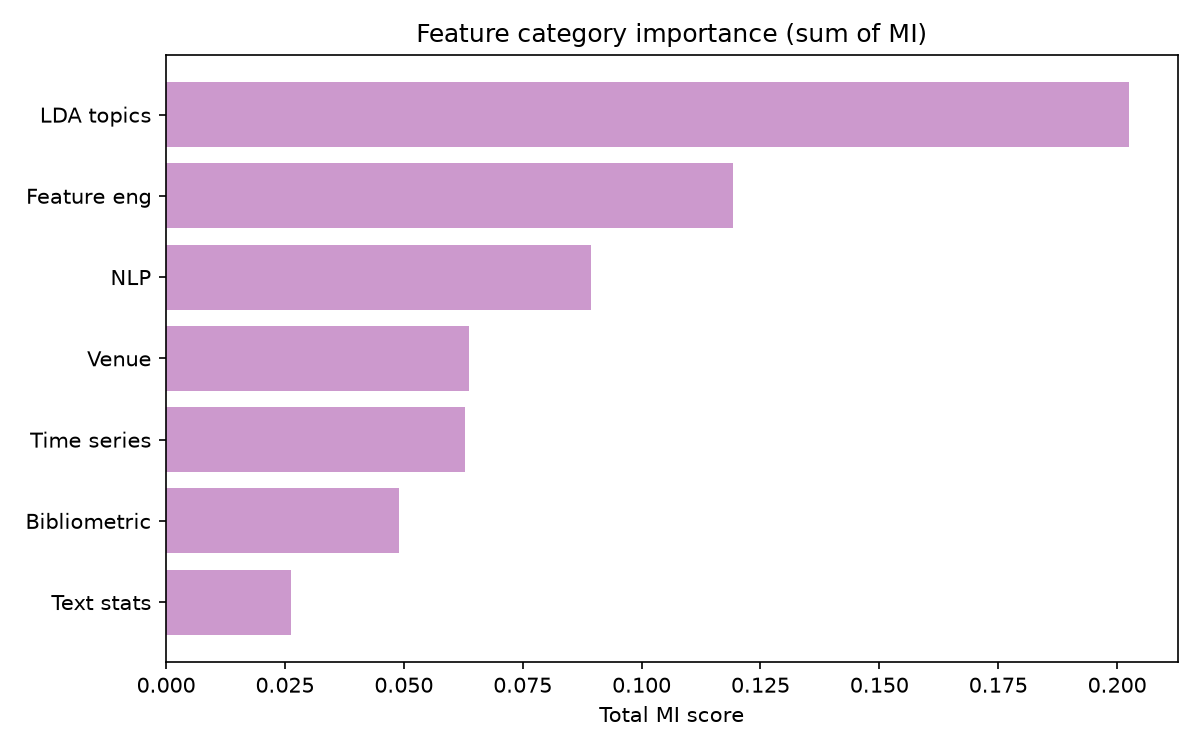 Feature category importance (sum of MI)
LDA topics
Feature eng
NLP
Venue
Time series
Bibliometric
Text stats
0.000 0.025 0.050 0.075 0.100 0.125 0.150 0.175 0.200
Total MI score